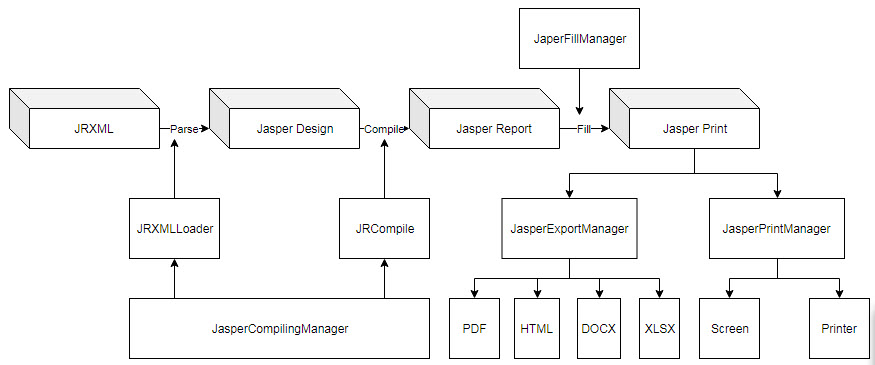 JaperFillManager
JRXML
Parse
Jasper Design
Compile
Jasper Report
Fill
Jasper Print
JRXMLLoader
JRCompile
JasperExportManager
JasperPrintManager
JasperCompilingManager
PDF
HTML
DOCX
XLSX
Screen
Printer